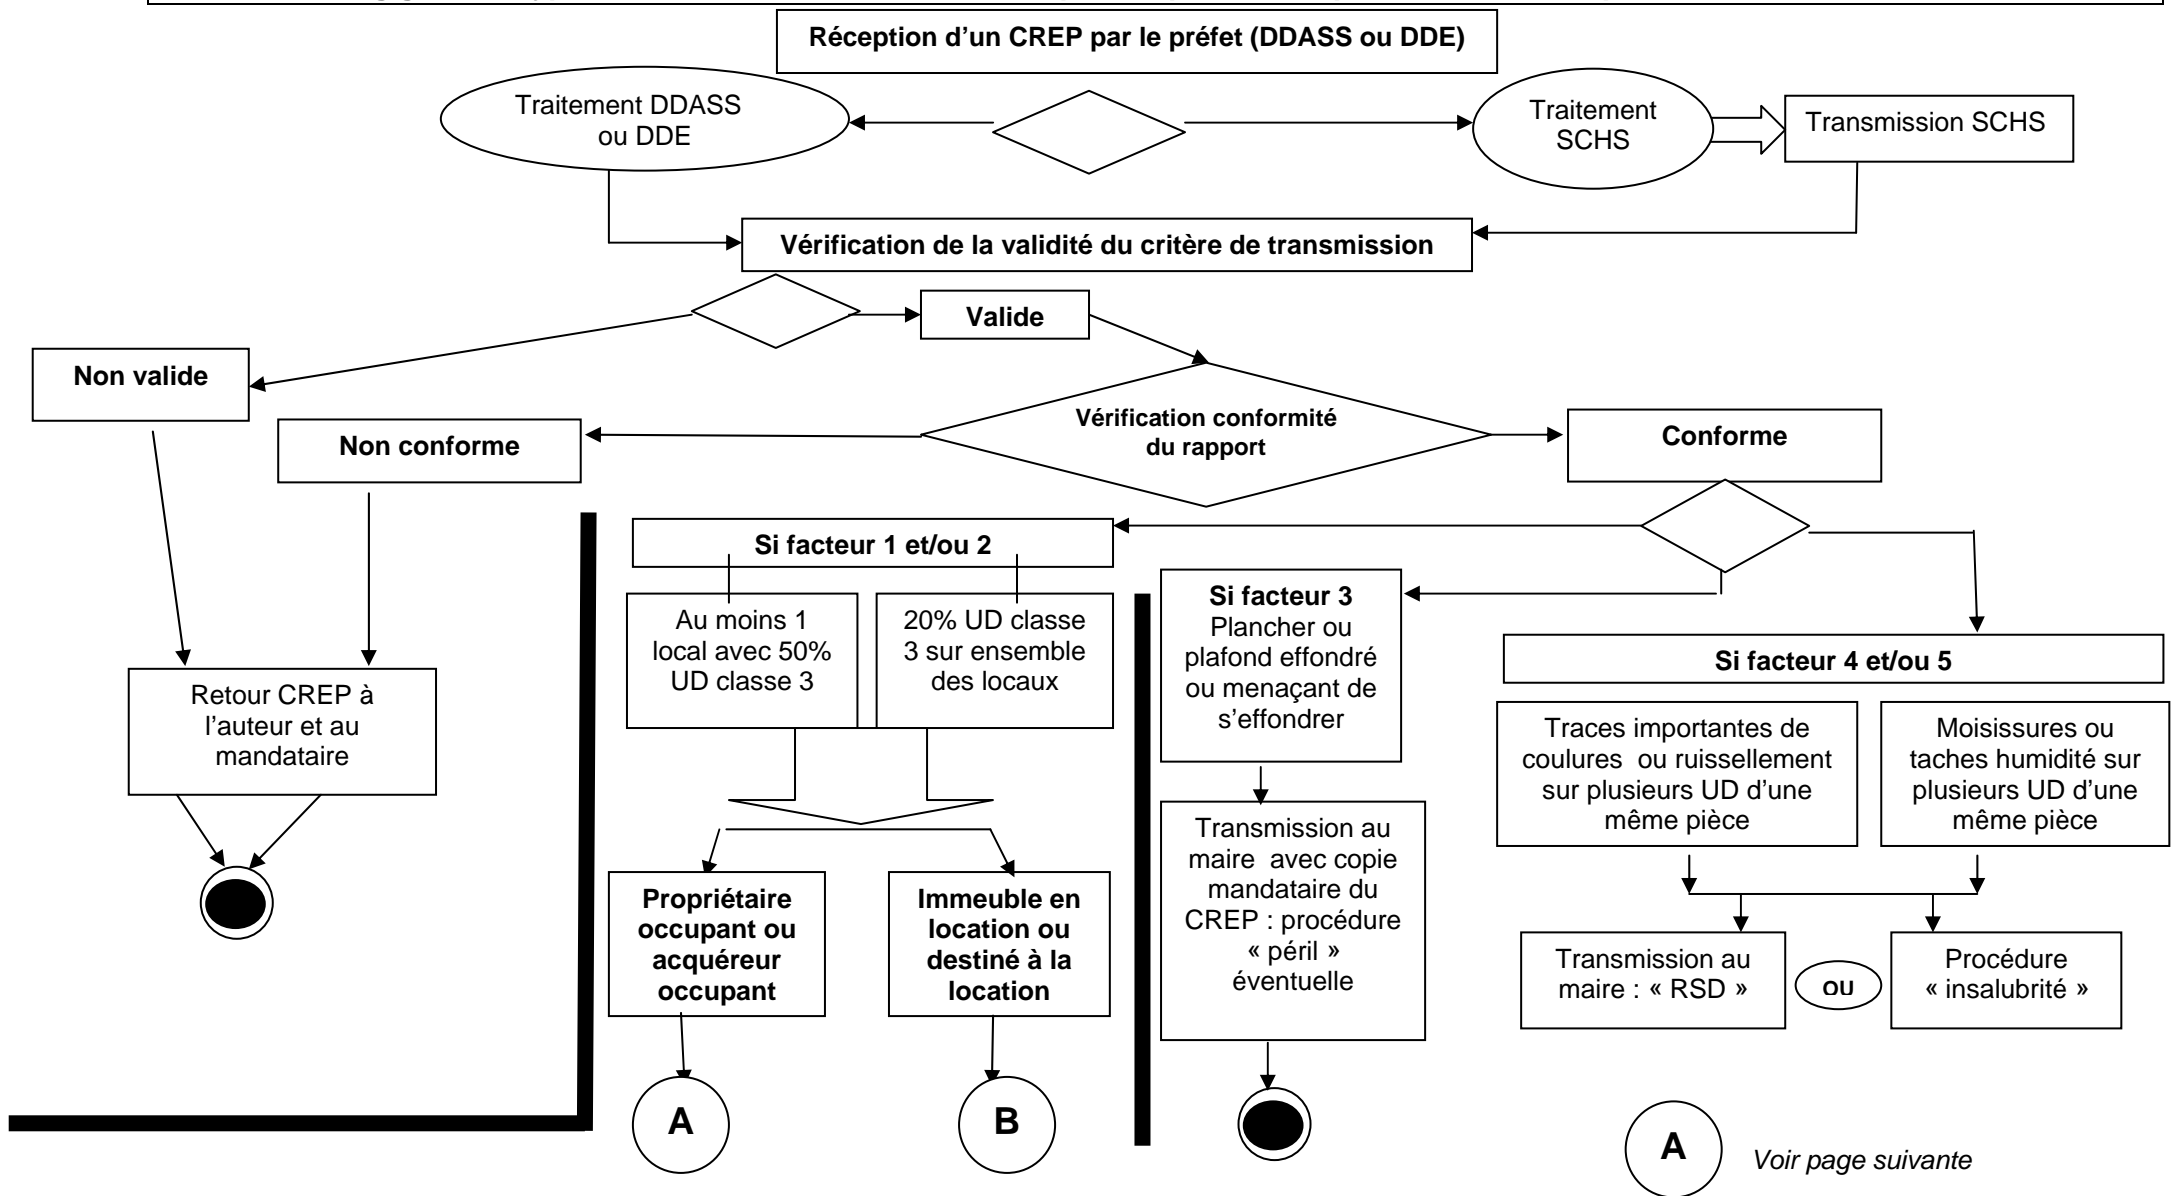 Réception d’un CREP par le préfet (DDASS ou DDE)
Traitement DDASS
ou DDE
Traitement
SCHS
Transmission SCHS
Vérification de la validité du critère de transmission
Valide
Non valide
Vérification conformité
du rapport
Non conforme
Conforme
Si facteur 1 et/ou 2
Au moins 1
local avec 50%
UD classe 3
20% UD classe
3 sur ensemble
des locaux
Si facteur 3
Plancher ou
plafond effondré
ou menaçant de
s’effondrer
Si facteur 4 et/ou 5
Traces importantes de
coulures  ou ruissellement
sur plusieurs UD d’une
même pièce
Moisissures ou
taches humidité sur
plusieurs UD d’une
même pièce
Retour CREP à
l’auteur et au
mandataire
Propriétaire
occupant ou
acquéreur
occupant
Immeuble en
location ou
destiné à la
location
Transmission au
maire  avec copie
mandataire du
CREP : procédure
« péril »
éventuelle
Transmission au
maire : « RSD »
OU
Procédure
« insalubrité »
A
B
A
Voir page suivante